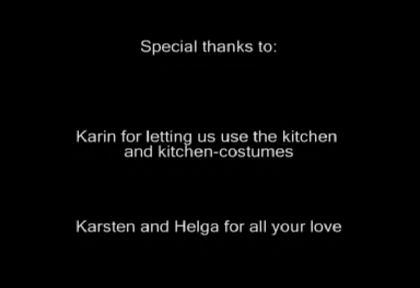 Special thanks to:
Karin for letting us use the kitchen
and kitchen-costumes
Karsten and Helga for all your love